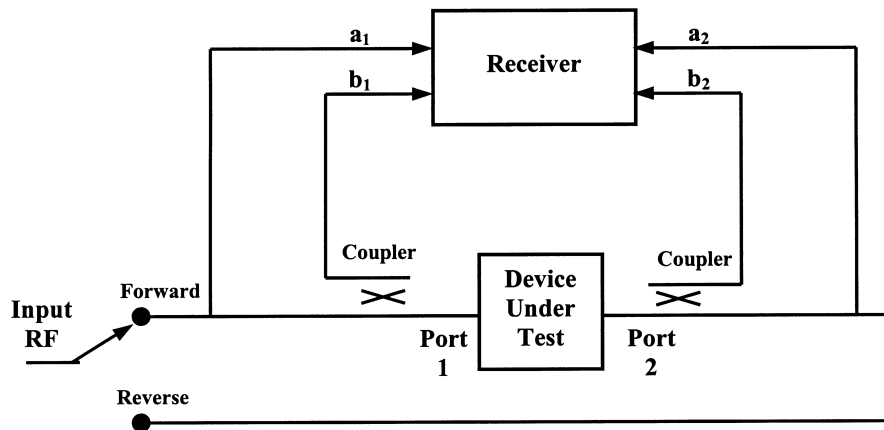 a1
a2
Receiver
b1
b2
Coupler
Coupler
Device
Under
Test
Forward
Input
RF
Port
1
Port
2
Reverse